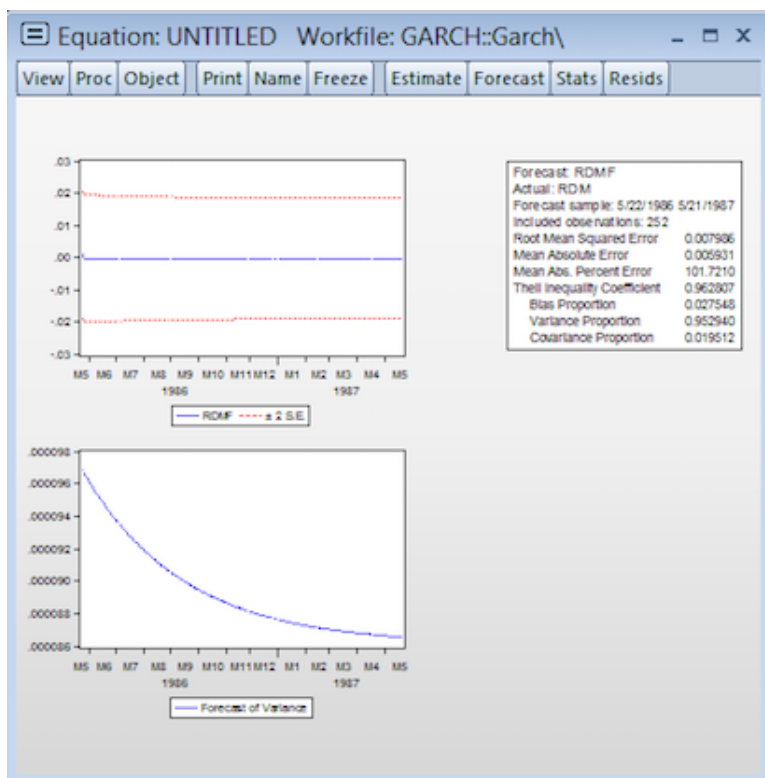 Equation: UNTITLED Workfile: GARCH::Garch\
View Proc Object Print Name Freeze Estimate Forecast Stats Resids
.03
.02
.01
.00
-.01
-.02
-.03
M5 M6 M7 M8 M9 M10 M11 M12 M1 M2 M3 M4 M5
1986 1987
RDMF ± 2 S.E.
Forecast: RDMF
Actual: RDM
Forecast sample: 5/22/1986 5/21/1987
Included observations: 252
Root Mean Squared Error 0.007986
Mean Absolute Error 0.005931
Mean Abs. Percent Error 101.7210
Theil Inequality Coefficient 0.962807
Bias Proportion 0.027548
Variance Proportion 0.952940
Covariance Proportion 0.019512
.000098
.000096
.000094
.000092
.000090
.000088
.000086
M5 M6 M7 M8 M9 M10 M11 M12 M1 M2 M3 M4 M5
1986 1987
Forecast of Variance